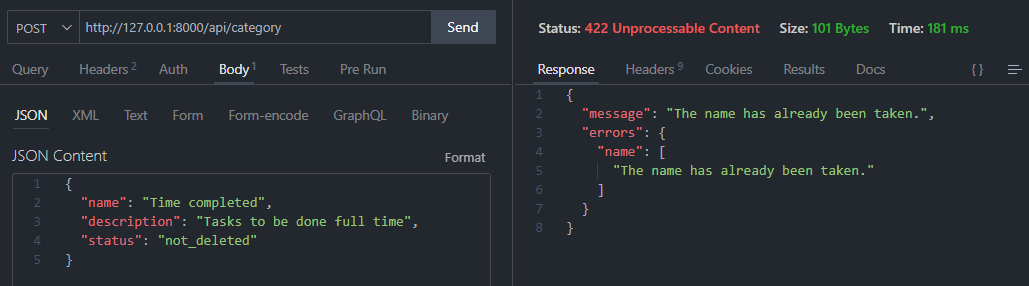 POST http://127.0.0.1:8000/api/category Send
Query Headers 2 Auth Body 1 Tests Pre Run
JSON XML Text Form Form-encode GraphQL Binary
JSON Content Format
1 {
2 "name": "Time completed",
3 "description": "Tasks to be done full time",
4 "status": "not_deleted"
5 }
Status: 422 Unprocessable Content Size: 101 Bytes Time: 181 ms
Response Headers 9 Cookies Results Docs { }
1 {
2 "message": "The name has already been taken.",
3 "errors": {
4 "name": [
5 "The name has already been taken."
6 ]
7 }
8 }